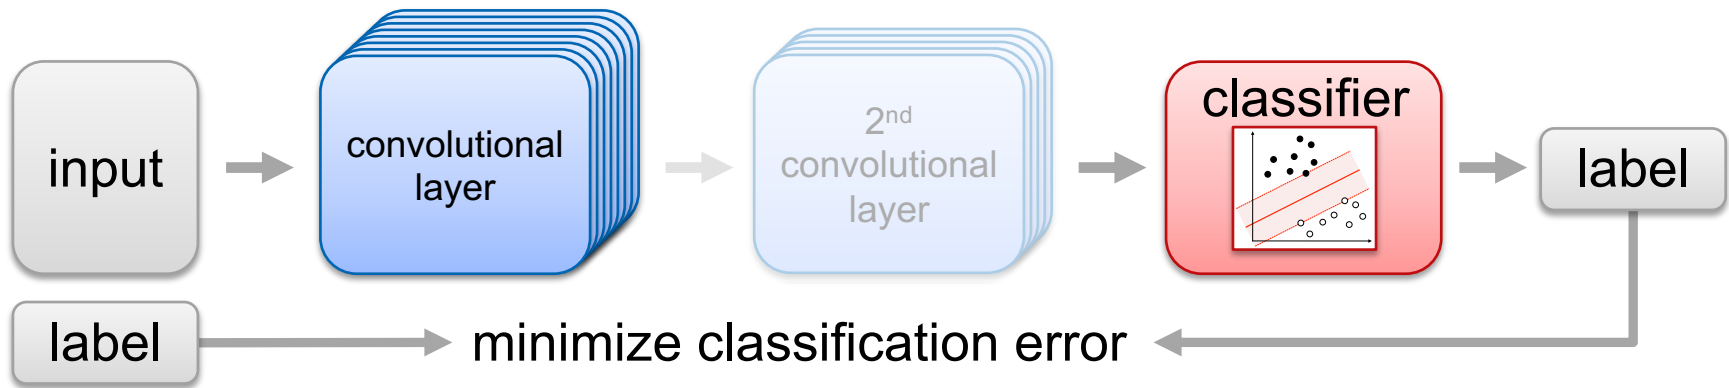 input
convolutional
layer
2nd
convolutional
layer
classifier
label
label
minimize classification error